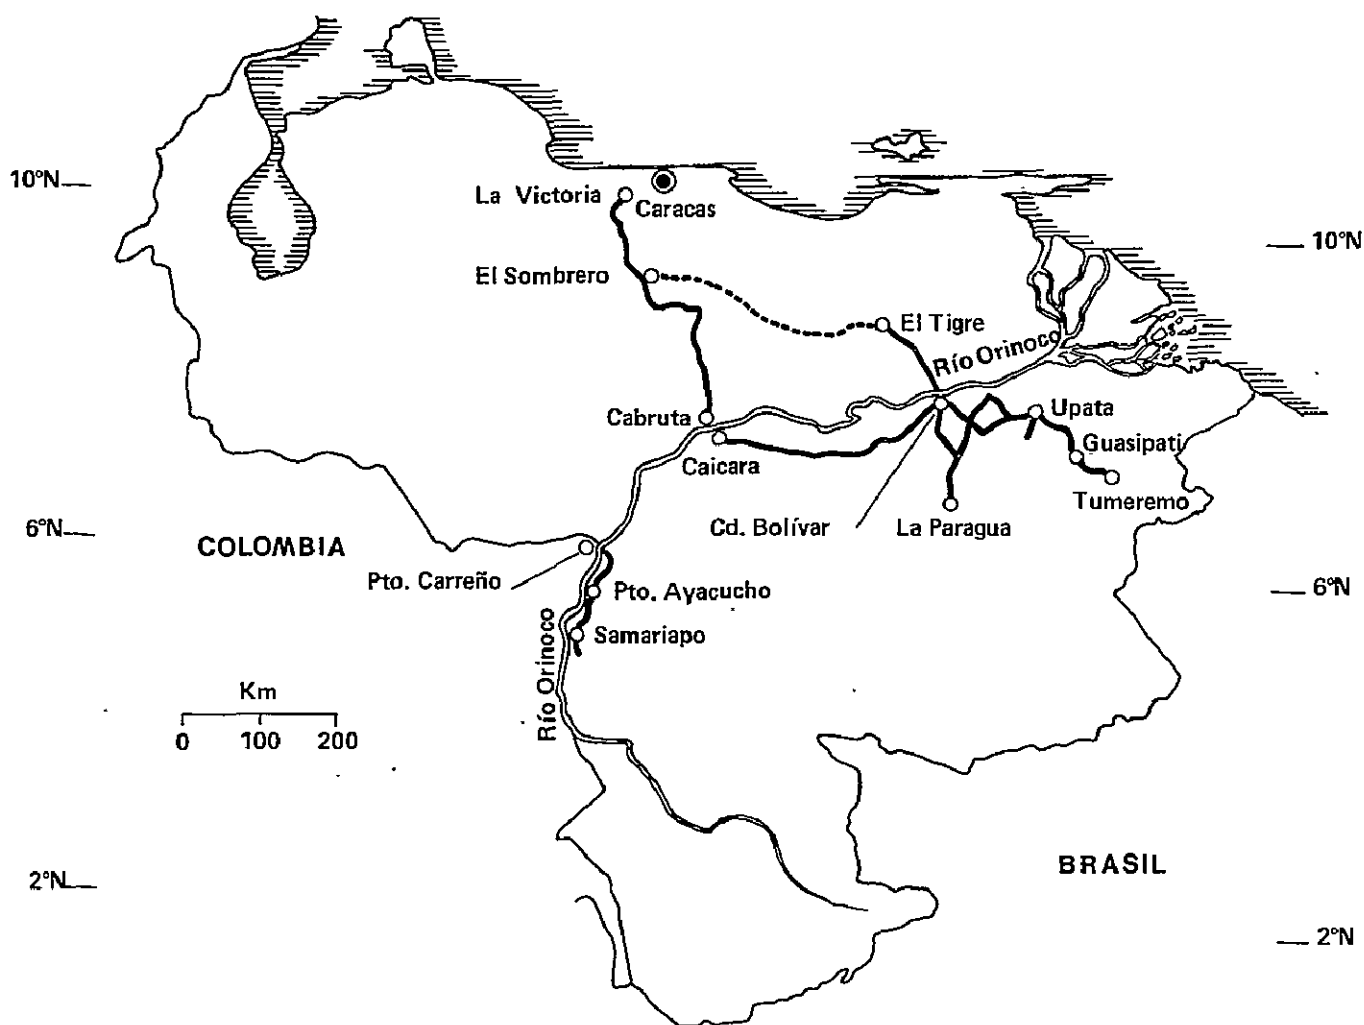 10°N
La Victoria
Caracas
10°N
El Sombrero
El Tigre
Río Orinoco
Cabruta
Upata
Guasipati
Caicara
Tumeremo
6°N
COLOMBIA
Cd. Bolívar
La Paragua
Pto. Carreño
Pto. Ayacucho
6°N
Samariapo
Río Orinoco
Km
0 100 200
BRASIL
2°N
2°N